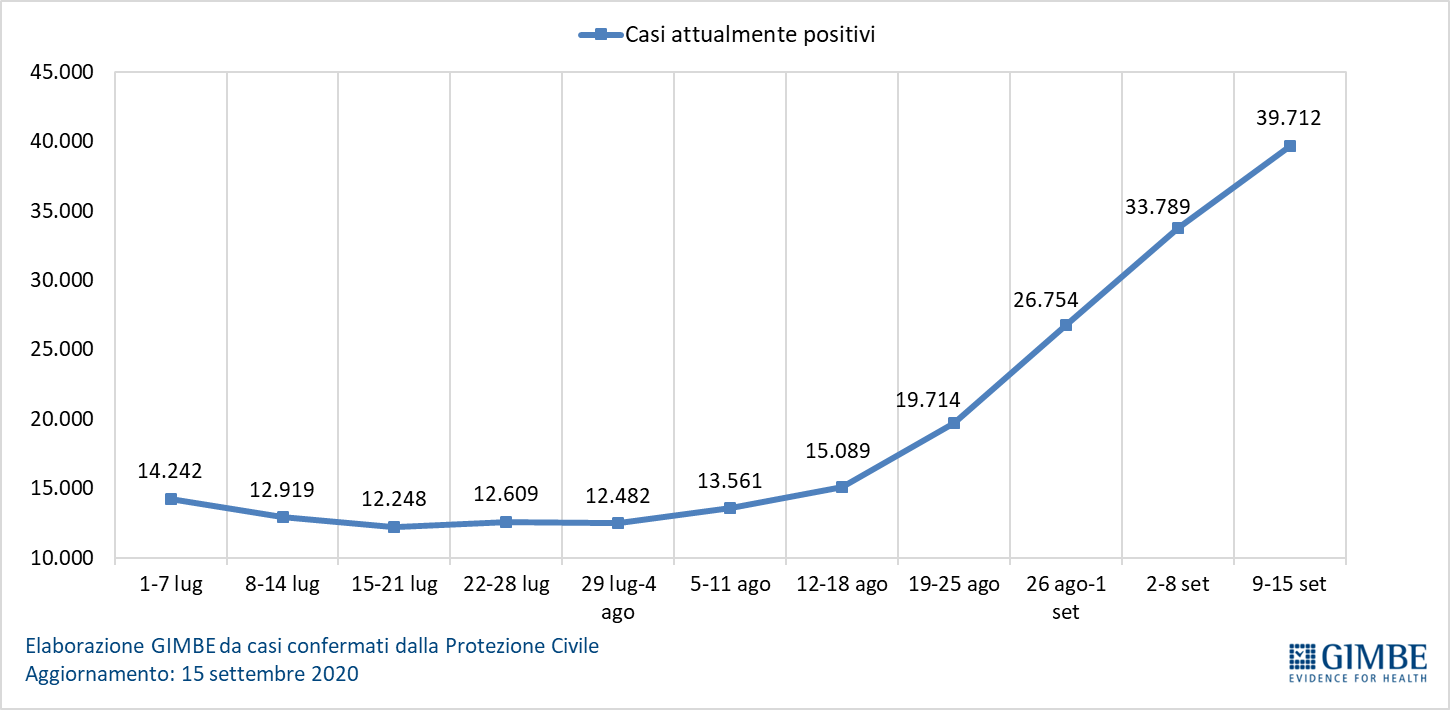 Casi attualmente positivi
45.000
40.000
35.000
30.000
25.000
20.000
15.000
10.000
14.242
12.919
12.248
12.609
12.482
13.561
15.089
19.714
26.754
33.789
39.712
1-7 lug
8-14 lug
15-21 lug
22-28 lug
29 lug-4
ago
5-11 ago
12-18 ago
19-25 ago
26 ago-1
set
2-8 set
9-15 set
Elaborazione GIMBE da casi confermati dalla Protezione Civile
Aggiornamento: 15 settembre 2020
GIMBE
EVIDENCE FOR HEALTH